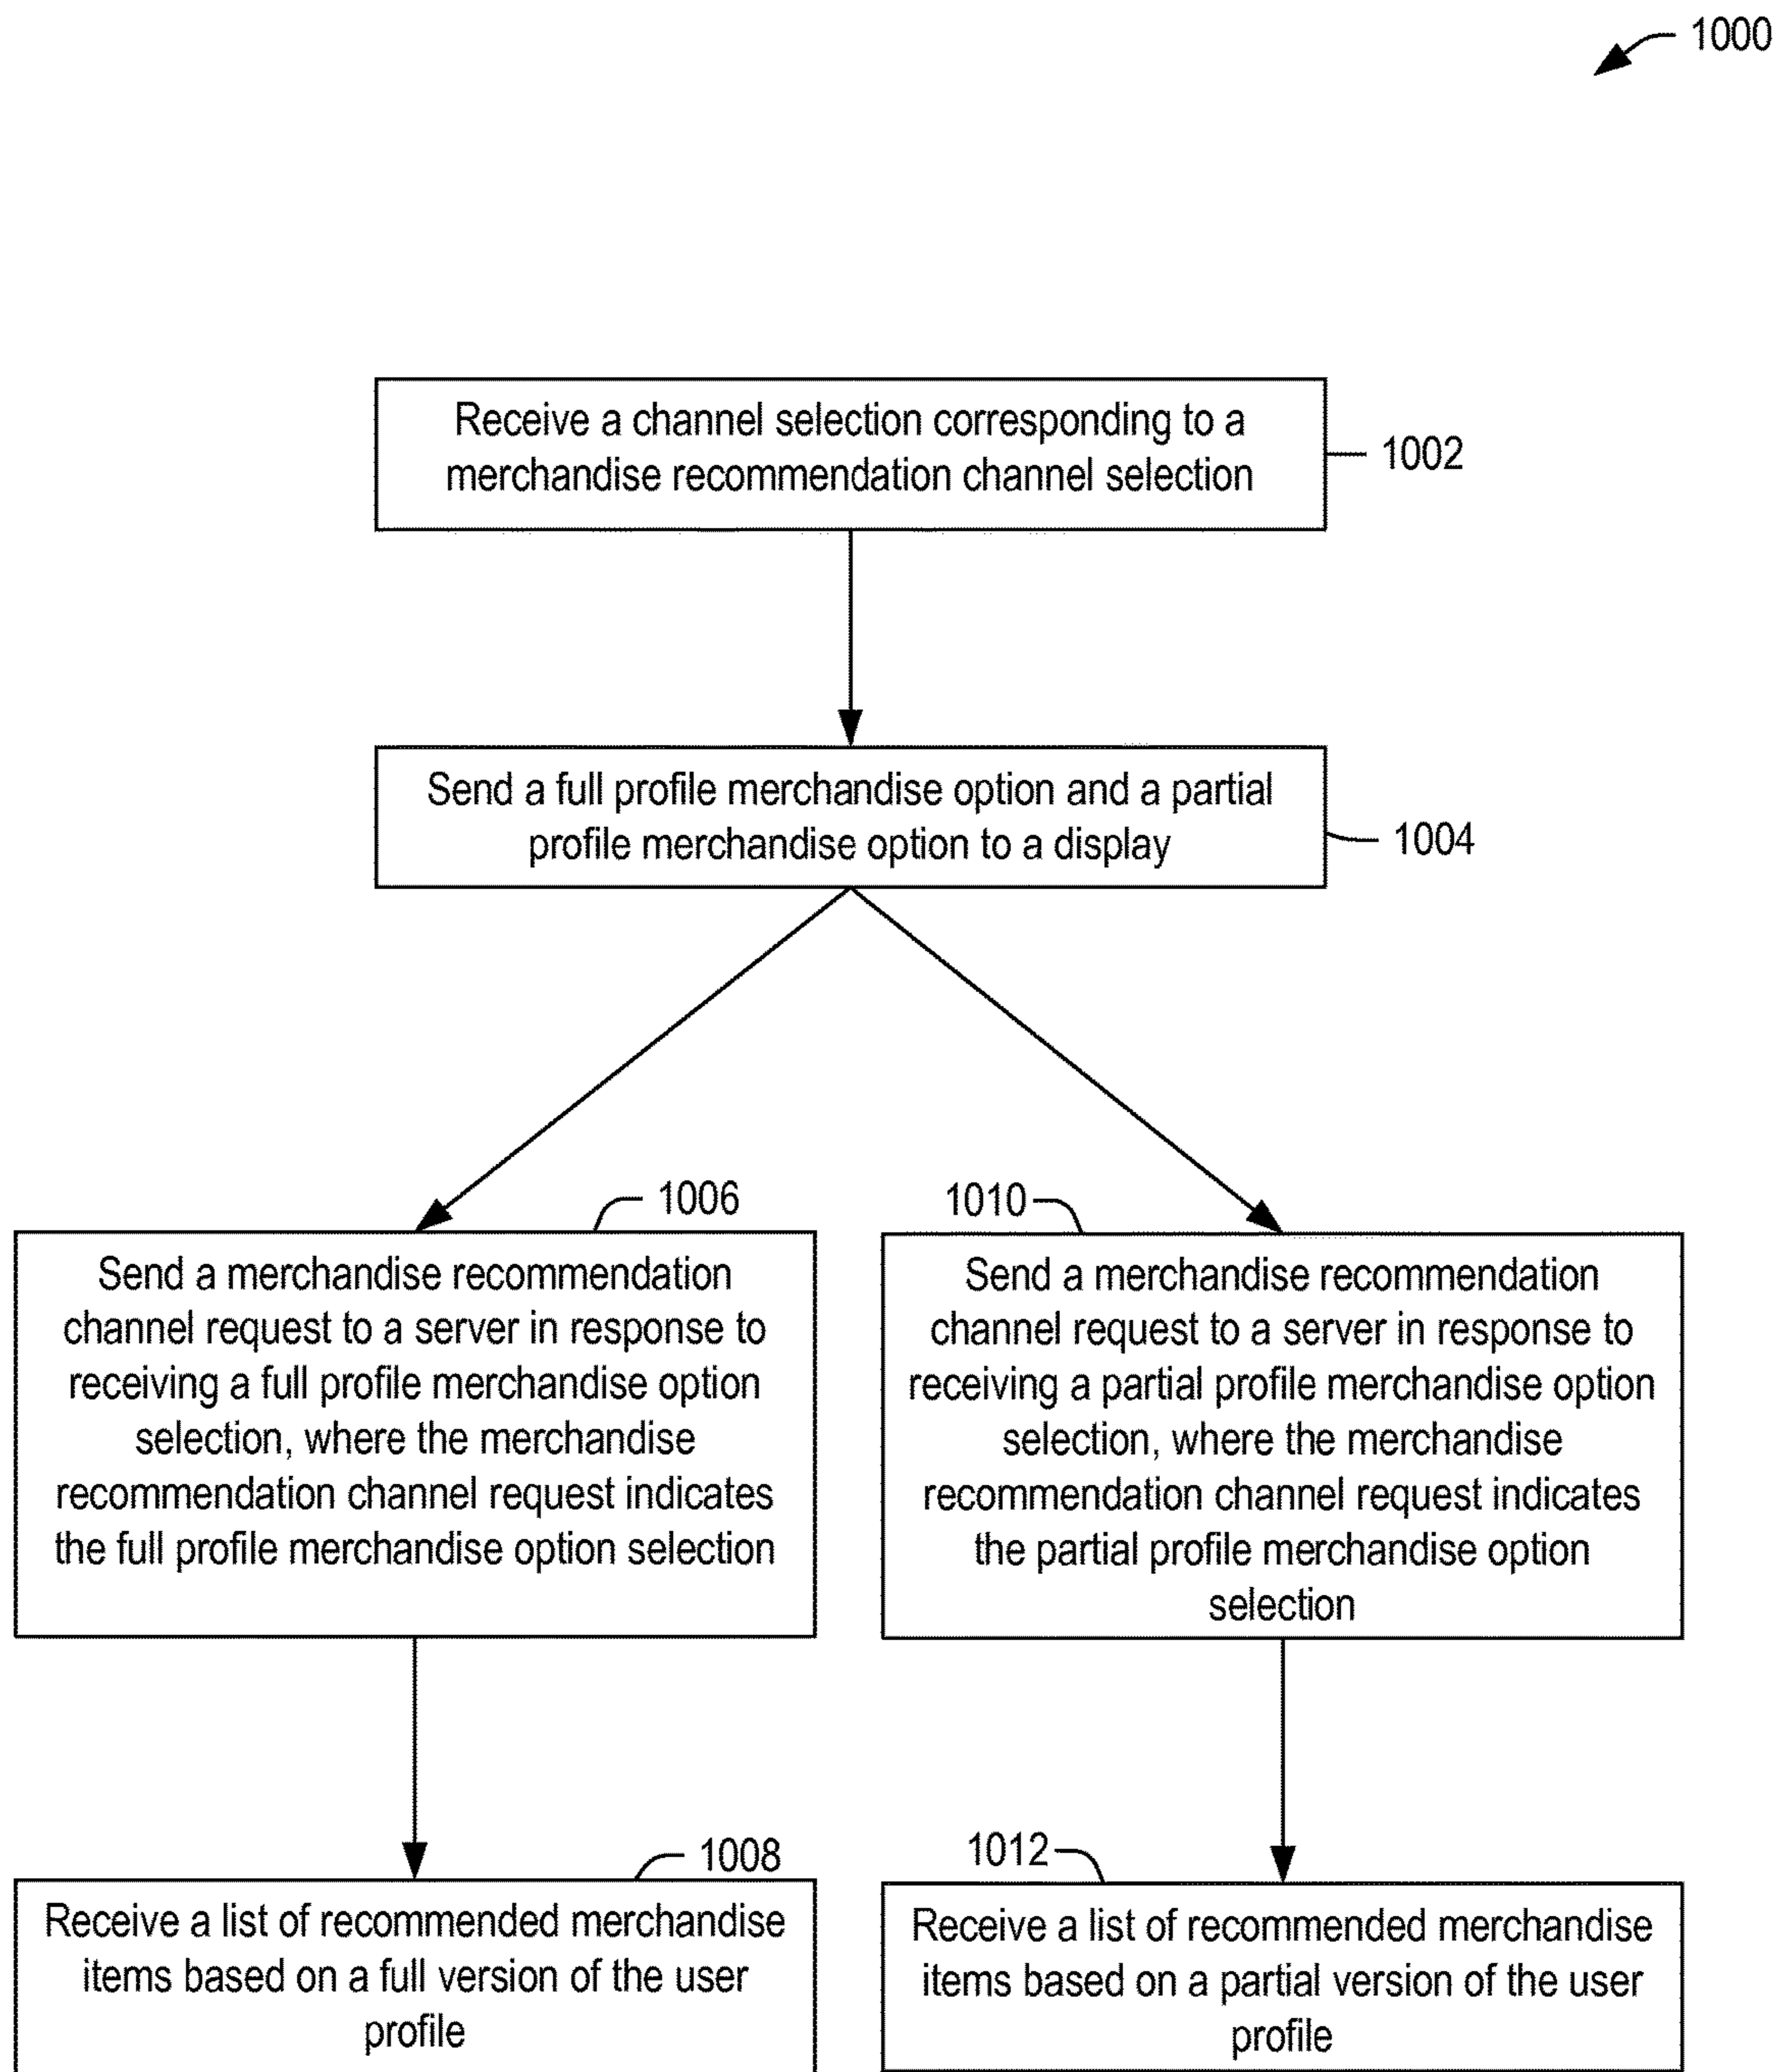 1000
Receive a channel selection corresponding to a
merchandise recommendation channel selection
1002
Send a full profile merchandise option and a partial
profile merchandise option to a display
1004
1006
Send a merchandise recommendation
channel request to a server in response to
receiving a full profile merchandise option
selection, where the merchandise
recommendation channel request indicates
the full profile merchandise option selection
1010
Send a merchandise recommendation
channel request to a server in response to
receiving a partial profile merchandise option
selection, where the merchandise
recommendation channel request indicates
the partial profile merchandise option
selection
1008
Receive a list of recommended merchandise
items based on a full version of the user
profile
1012
Receive a list of recommended merchandise
items based on a partial version of the user
profile